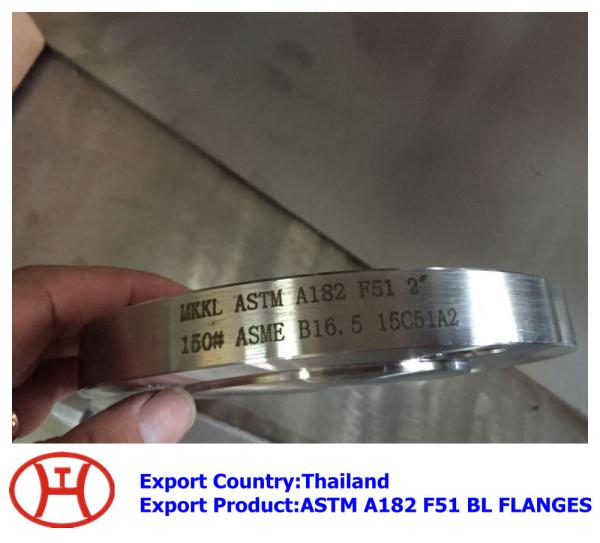 MKKL ASTM A182 F51 2"
150# ASME B16.5 15C51A2
Export Country:Thailand
Export Product:ASTM A182 F51 BL FLANGES